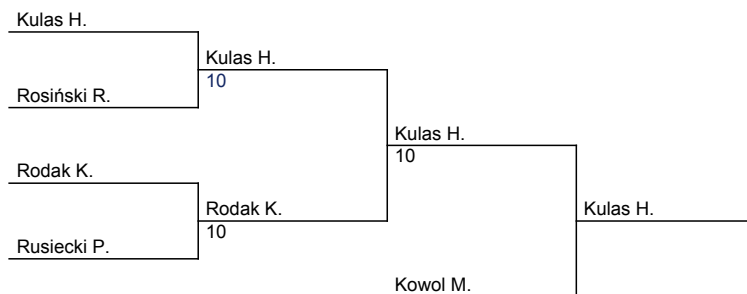 Kulas H.
Kulas H.
10
Rosiński R.
Kulas H.
10
Rodak K.
Rodak K.
10
Kulas H.
Rusiecki P.
Kowol M.